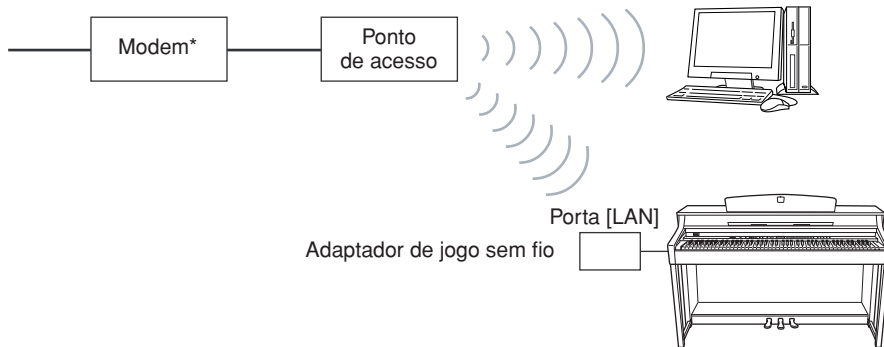 Modem*
Ponto
de acesso
Porta [LAN]
Adaptador de jogo sem fio